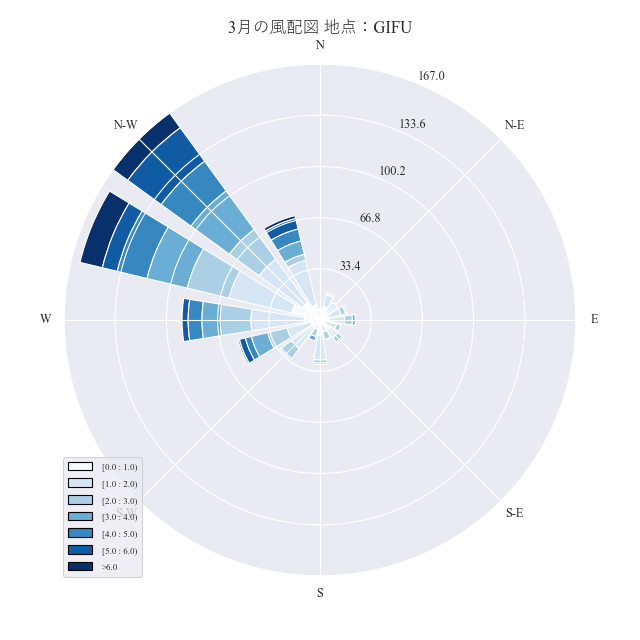 3月の風配図 地点：GIFU
N
167.0
N-W
133.6
N-E
100.2
66.8
33.4
W
E
[0.0 : 1.0)
[1.0 : 2.0)
[2.0 : 3.0)
[3.0 : 4.0)
[4.0 : 5.0)
[5.0 : 6.0)
>6.0
S-W
S-E
S